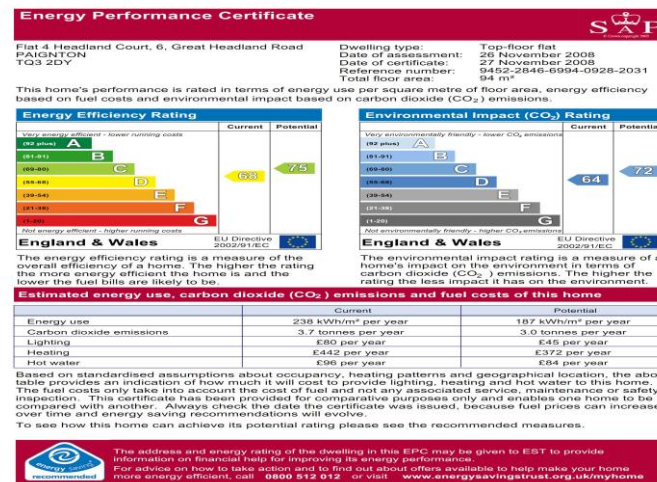 Energy Performance Certificate
SAP
Flat 4 Headland Court, 6, Great Headland Road
PAIGNTON
TQ3 2DY
Dwelling type: Top-floor flat
Date of assessment: 26 November 2008
Date of certificate: 27 November 2008
Reference number: 9452-2846-6994-0928-2031
Total floor area: 94 m²
This home's performance is rated in terms of energy use per square metre of floor area, energy efficiency
based on fuel costs and environmental impact based on carbon dioxide (CO₂) emissions.
Energy Efficiency Rating
Current Potential
Very energy efficient - lower running costs
(92 plus) A
(81-91) B
(69-80) C
(55-68) D
(39-54) E
(21-38) F
(1-20) G
68
75
Not energy efficient - higher running costs
England & Wales
EU Directive
2002/91/EC
The energy efficiency rating is a measure of the
overall efficiency of a home. The higher the rating
the more energy efficient the home is and the
lower the fuel bills are likely to be.
Environmental Impact (CO₂) Rating
Current Potential
Very environmentally friendly - lower CO₂ emissions
(92 plus) A
(81-91) B
(69-80) C
(55-68) D
(39-54) E
(21-38) F
(1-20) G
64
72
Not environmentally friendly - higher CO₂ emissions
England & Wales
EU Directive
2002/91/EC
The environmental impact rating is a measure of a
home's impact on the environment in terms of
carbon dioxide (CO₂) emissions. The higher the
rating the less impact it has on the environment.
Estimated energy use, carbon dioxide (CO₂) emissions and fuel costs of this home
Current Potential
Energy use 238 kWh/m² per year 187 kWh/m² per year
Carbon dioxide emissions 3.7 tonnes per year 3.0 tonnes per year
Lighting £80 per year £45 per year
Heating £442 per year £372 per year
Hot water £96 per year £84 per year
Based on standardised assumptions about occupancy, heating patterns and geographical location, the abo
table provides an indication of how much it will cost to provide lighting, heating and hot water to this home.
The fuel costs only take into account the cost of fuel and not any associated service, maintenance or safety
inspection. This certificate has been provided for comparative purposes only and enables one home to be
compared with another. Always check the date the certificate was issued, because fuel prices can increase
over time and energy saving recommendations will evolve.
To see how this home can achieve its potential rating please see the recommended measures.
energy saving
recommended
The address and energy rating of the dwelling in this EPC may be given to EST to provide
information on financial help for improving its energy performance.
For advice on how to take action and to find out about offers available to help make your home
more energy efficient, call 0800 512 012 or visit www.energysavingstrust.org.uk/myhome